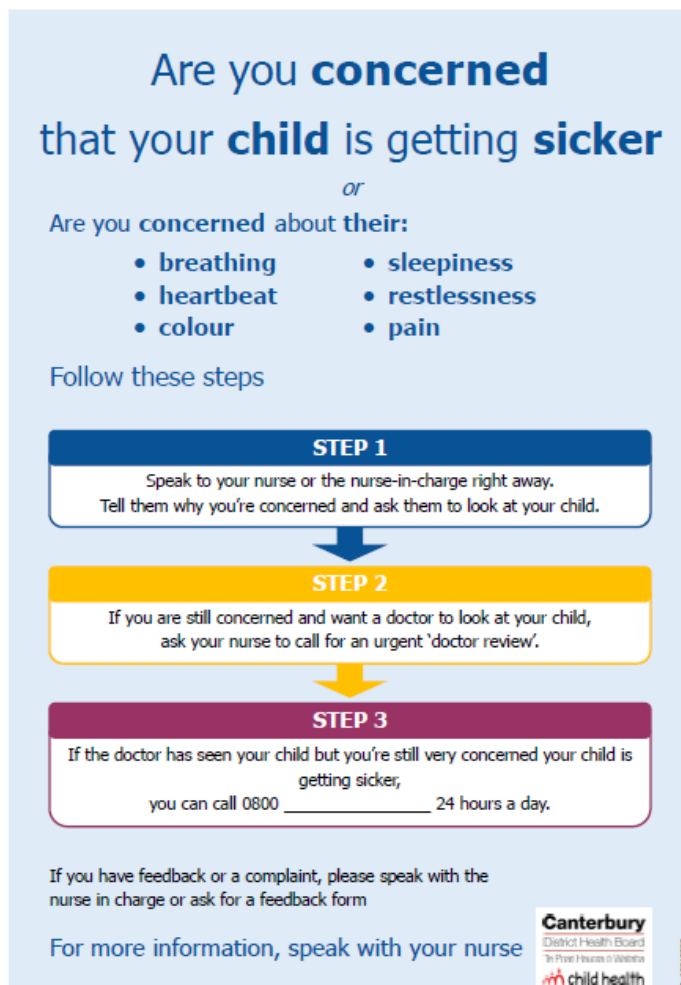 Are you concerned
that your child is getting sicker
or
Are you concerned about their:
• breathing
• heartbeat
• colour
• sleepiness
• restlessness
• pain
Follow these steps
STEP 1
Speak to your nurse or the nurse-in-charge right away.
Tell them why you’re concerned and ask them to look at your child.
STEP 2
If you are still concerned and want a doctor to look at your child,
ask your nurse to call for an urgent ‘doctor review’.
STEP 3
If the doctor has seen your child but you’re still very concerned your child is
getting sicker,
you can call 0800 ________________ 24 hours a day.
If you have feedback or a complaint, please speak with the
nurse in charge or ask for a feedback form
For more information, speak with your nurse
Canterbury
District Health Board
child health